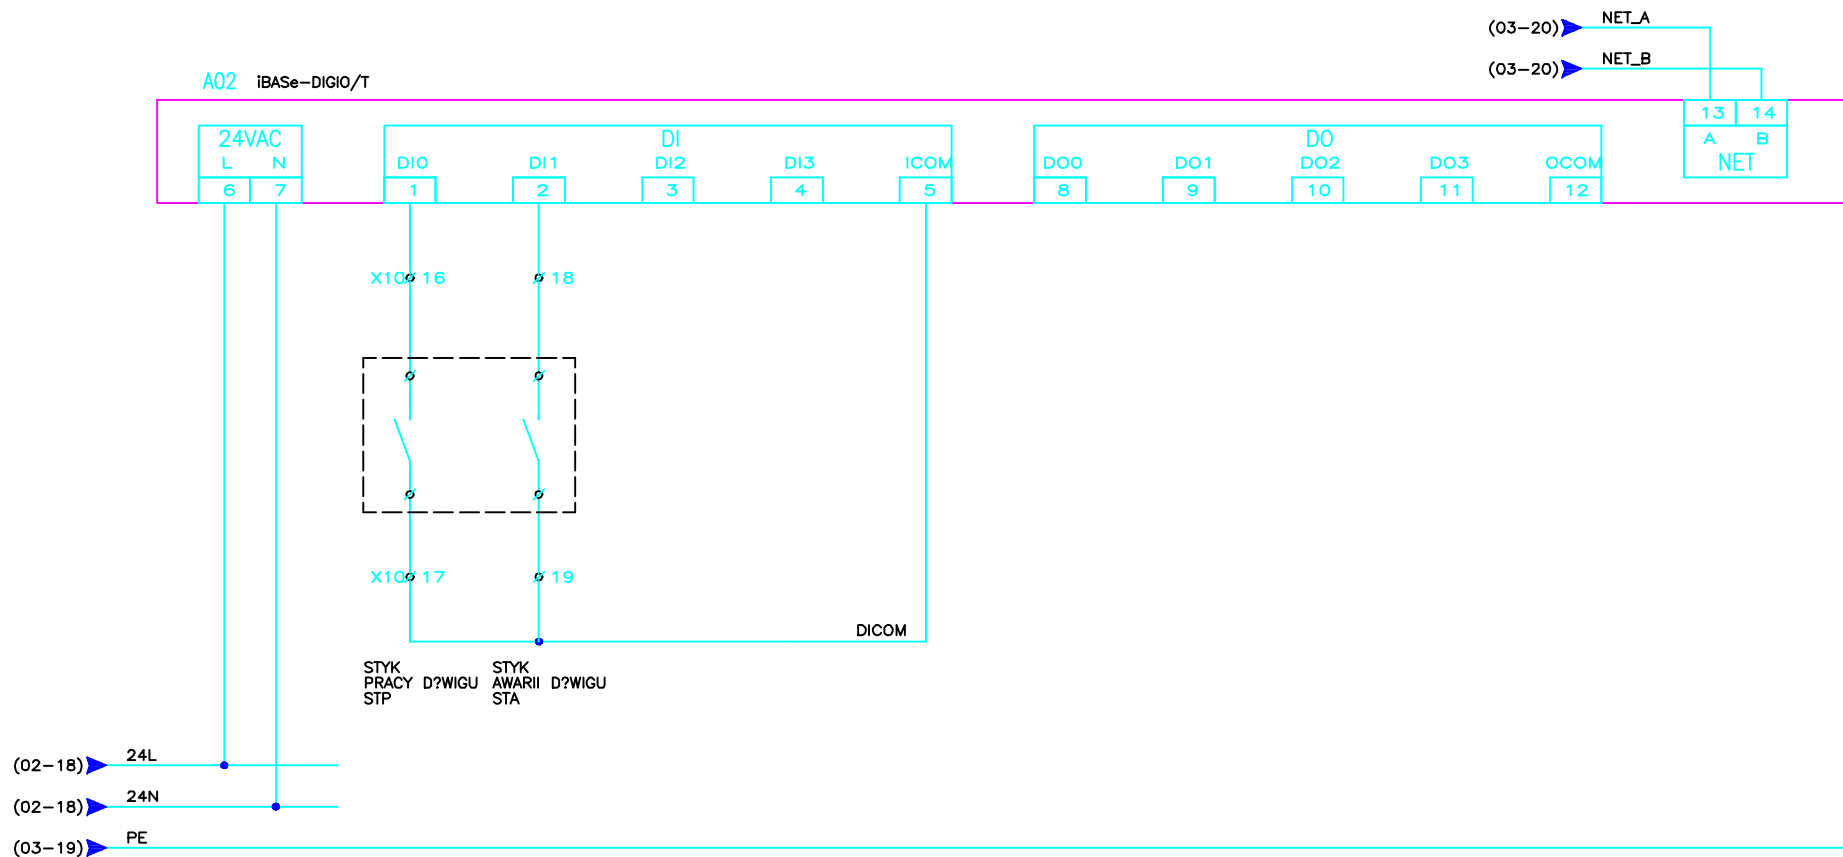 (03-20) NET_A
(03-20) NET_B
A02 iBASe-DIGIO/T
13 14
24VAC DI DO A B
L N DI0 DI1 DI2 DI3 ICOM DO0 DO1 DO2 DO3 OCOM NET
6 7 1 2 3 4 5 8 9 10 11 12
X10 16 18
X10 17 19
DICOM
STYK STYK
PRACY D?WIGU AWARII D?WIGU
STP STA
(02-18) 24L
(02-18) 24N
(03-19) PE